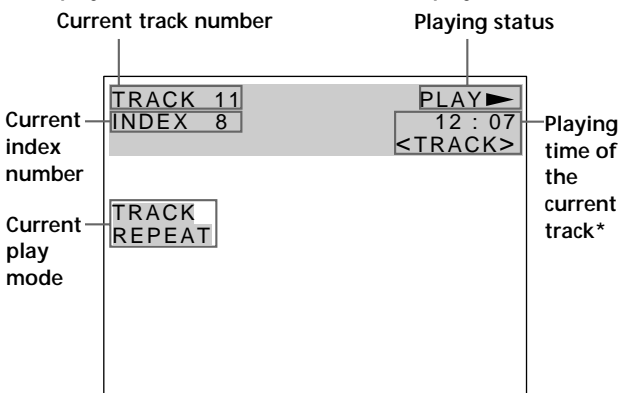 Current track number
Playing status
TRACK 11
PLAY►
INDEX 8
12 : 07
<TRACK>
Current
index
number
Playing
time of
the
current
track*
TRACK
REPEAT
Current
play
mode